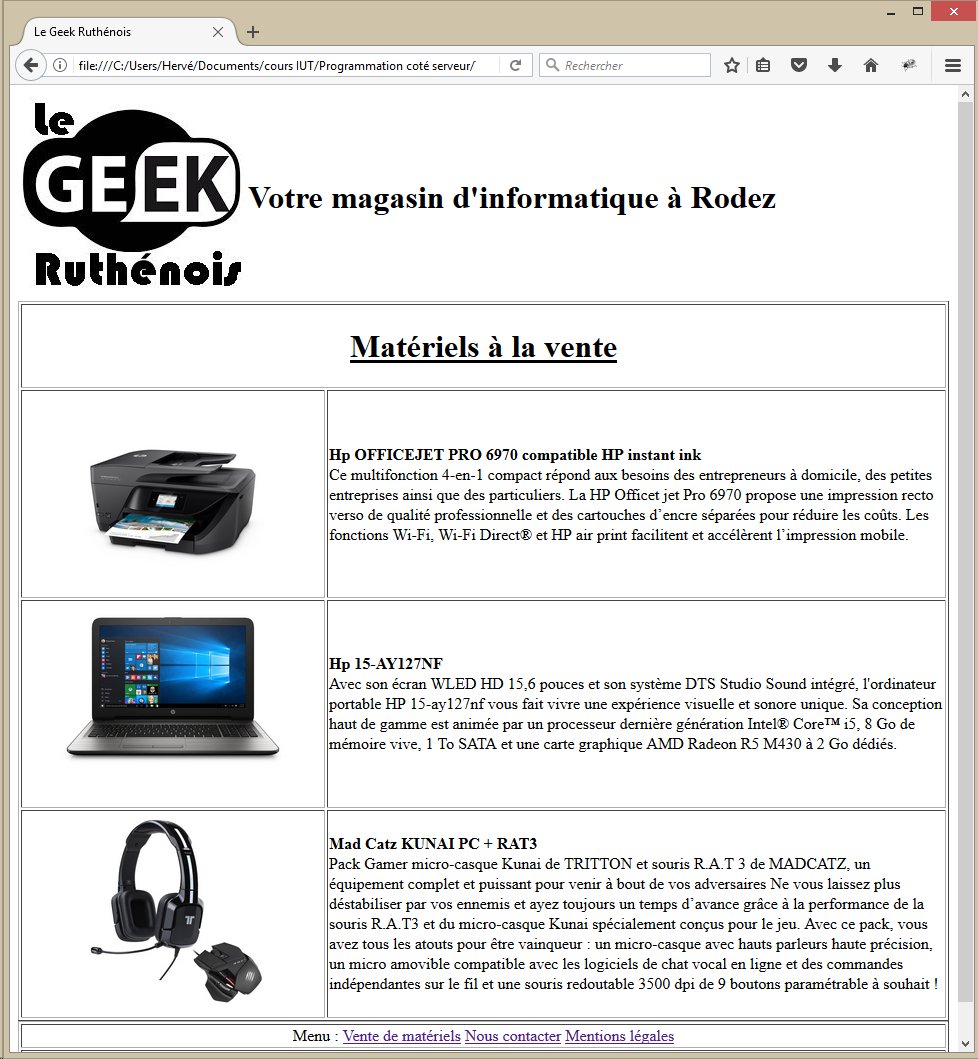 Le Geek Ruthénois
file:///C:/Users/Hervé/Documents/cours IUT/Programmation coté serveur/
Rechercher
Le
GEEK
Ruthénois
Votre magasin d'informatique à Rodez
Matériels à la vente
Hp OFFICEJET PRO 6970 compatible HP instant ink
Ce multifonction 4-en-1 compact répond aux besoins des entrepreneurs à domicile, des petites
entreprises ainsi que des particuliers. La HP Officet jet Pro 6970 propose une impression recto
verso de qualité professionnelle et des cartouches d’encre séparées pour réduire les coûts. Les
fonctions Wi-Fi, Wi-Fi Direct® et HP air print facilitent et accélèrent l’impression mobile.
Hp 15-AY127NF
Avec son écran WLED HD 15,6 pouces et son système DTS Studio Sound intégré, l'ordinateur
portable HP 15-ay127nf vous fait vivre une expérience visuelle et sonore unique. Sa conception
haut de gamme est animée par un processeur dernière génération Intel® Core™ i5, 8 Go de
mémoire vive, 1 To SATA et une carte graphique AMD Radeon R5 M430 à 2 Go dédiés.
Mad Catz KUNAI PC + RAT3
Pack Gamer micro-casque Kunai de TRITTON et souris R.A.T 3 de MADCATZ, un
équipement complet et puissant pour venir à bout de vos adversaires Ne vous laissez plus
déstabiliser par vos ennemis et ayez toujours un temps d’avance grâce à la performance de la
souris R.A.T3 et du micro-casque Kunai spécialement conçus pour le jeu. Avec ce pack, vous
avez tous les atouts pour être vainqueur : un micro-casque avec hauts parleurs haute précision,
un micro amovible compatible avec les logiciels de chat vocal en ligne et des commandes
indépendantes sur le fil et une souris redoutable 3500 dpi de 9 boutons paramétrable à souhait !
Menu : Vente de matériels Nous contacter Mentions légales